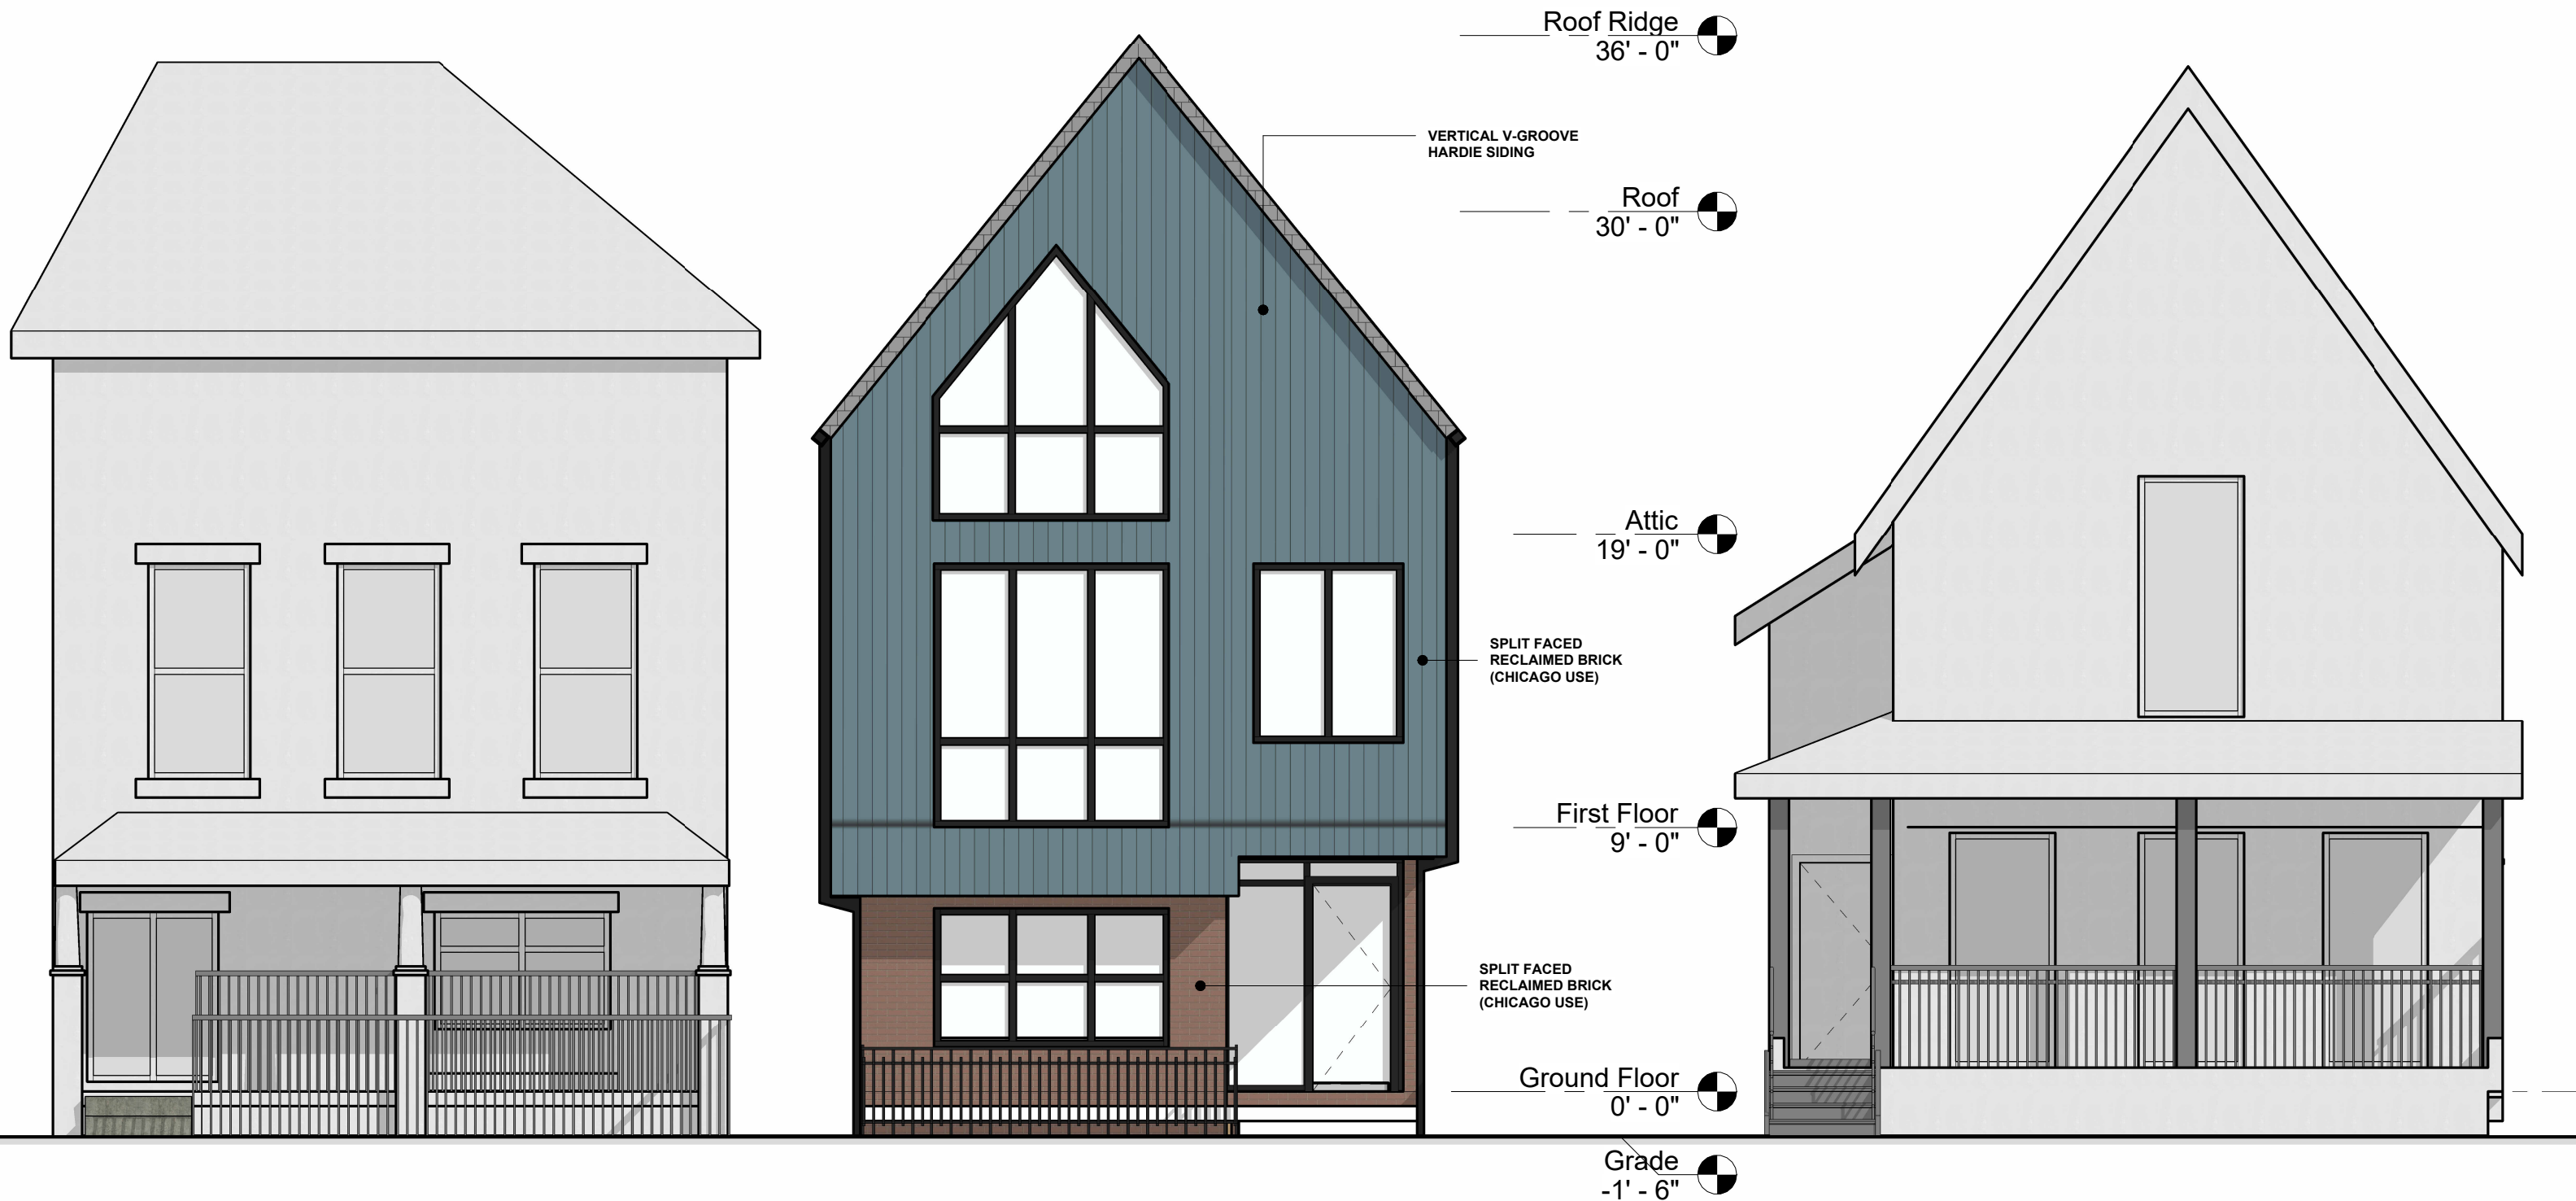 Roof Ridge
36' - 0"
VERTICAL V-GROOVE
HARDIE SIDING
Roof
30' - 0"
Attic
19' - 0"
SPLIT FACED
RECLAIMED BRICK
(CHICAGO USE)
First Floor
9' - 0"
SPLIT FACED
RECLAIMED BRICK
(CHICAGO USE)
Ground Floor
0' - 0"
Grade
-1' - 6"